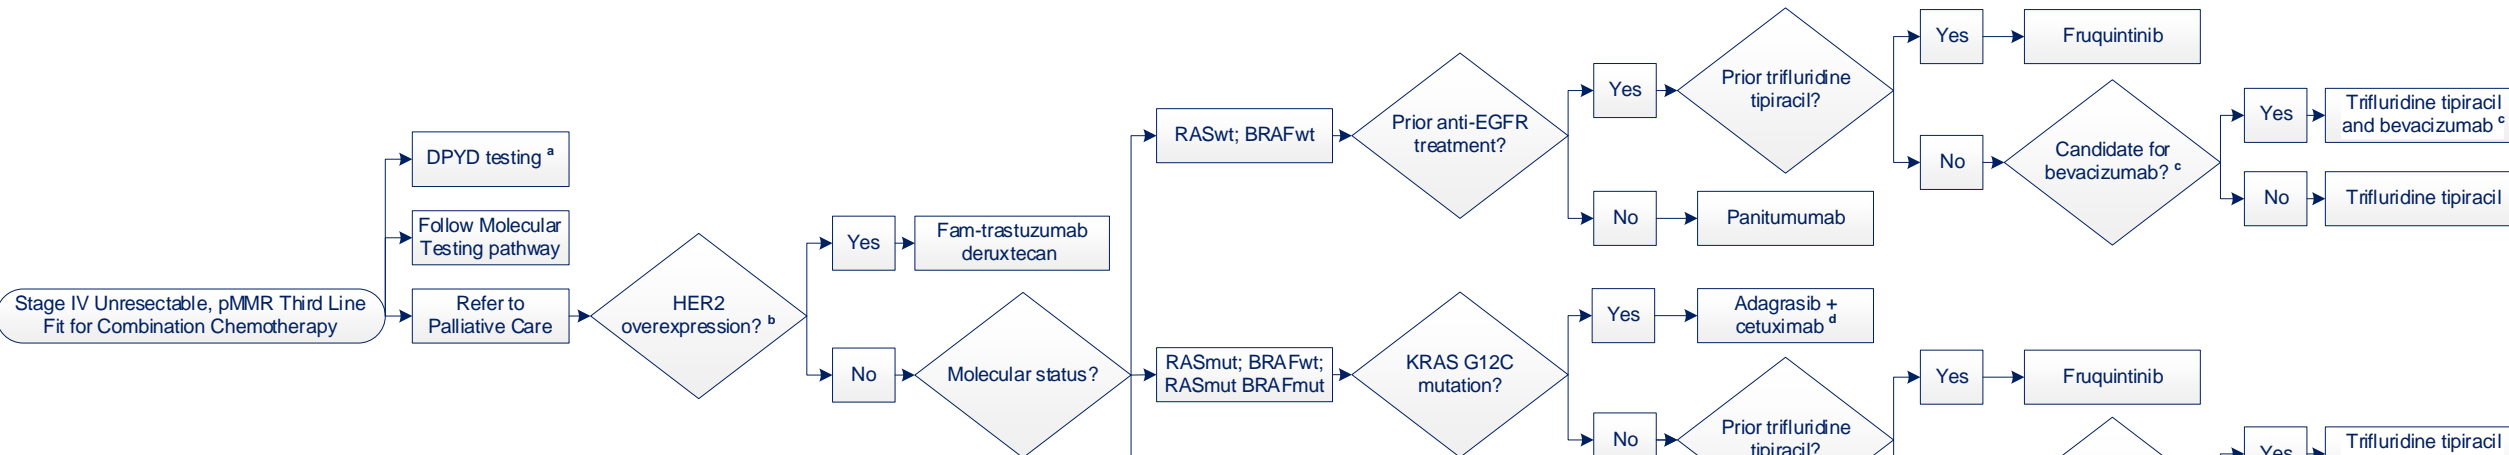 Stage IV Unresectable, pMMR Third Line
Fit for Combination Chemotherapy
DPYD testing a
Follow Molecular
Testing pathway
Refer to
Palliative Care
HER2
overexpression? b
Yes
Fam-trastuzumab
deruxtecan
No
Molecular status?
RASwt; BRAFwt
Prior anti-EGFR
treatment?
Yes
Prior trifluridine
tipiracil?
Yes
Fruquintinib
No
Candidate for
bevacizumab? c
Yes
Trifluridine tipiracil
and bevacizumab c
No
Trifluridine tipiracil
No
Panitumumab
RASmut; BRAFwt;
RASmut BRAFmut
KRAS G12C
mutation?
Yes
Adagrasib +
cetuximab d
No
Prior trifluridine
tipiracil?
Yes
Fruquintinib
Yes
Trifluridine tipiracil